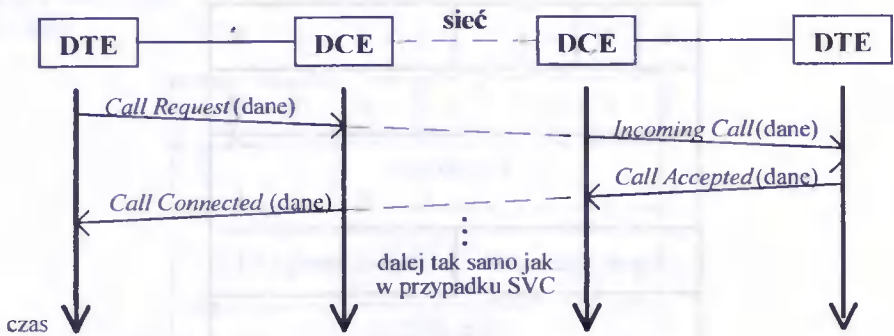 sieć
DTE DCE DCE DTE
Call Request (dane)
Incoming Call (dane)
Call Accepted (dane)
Call Connected (dane)
dalej tak samo jak
w przypadku SVC
czas